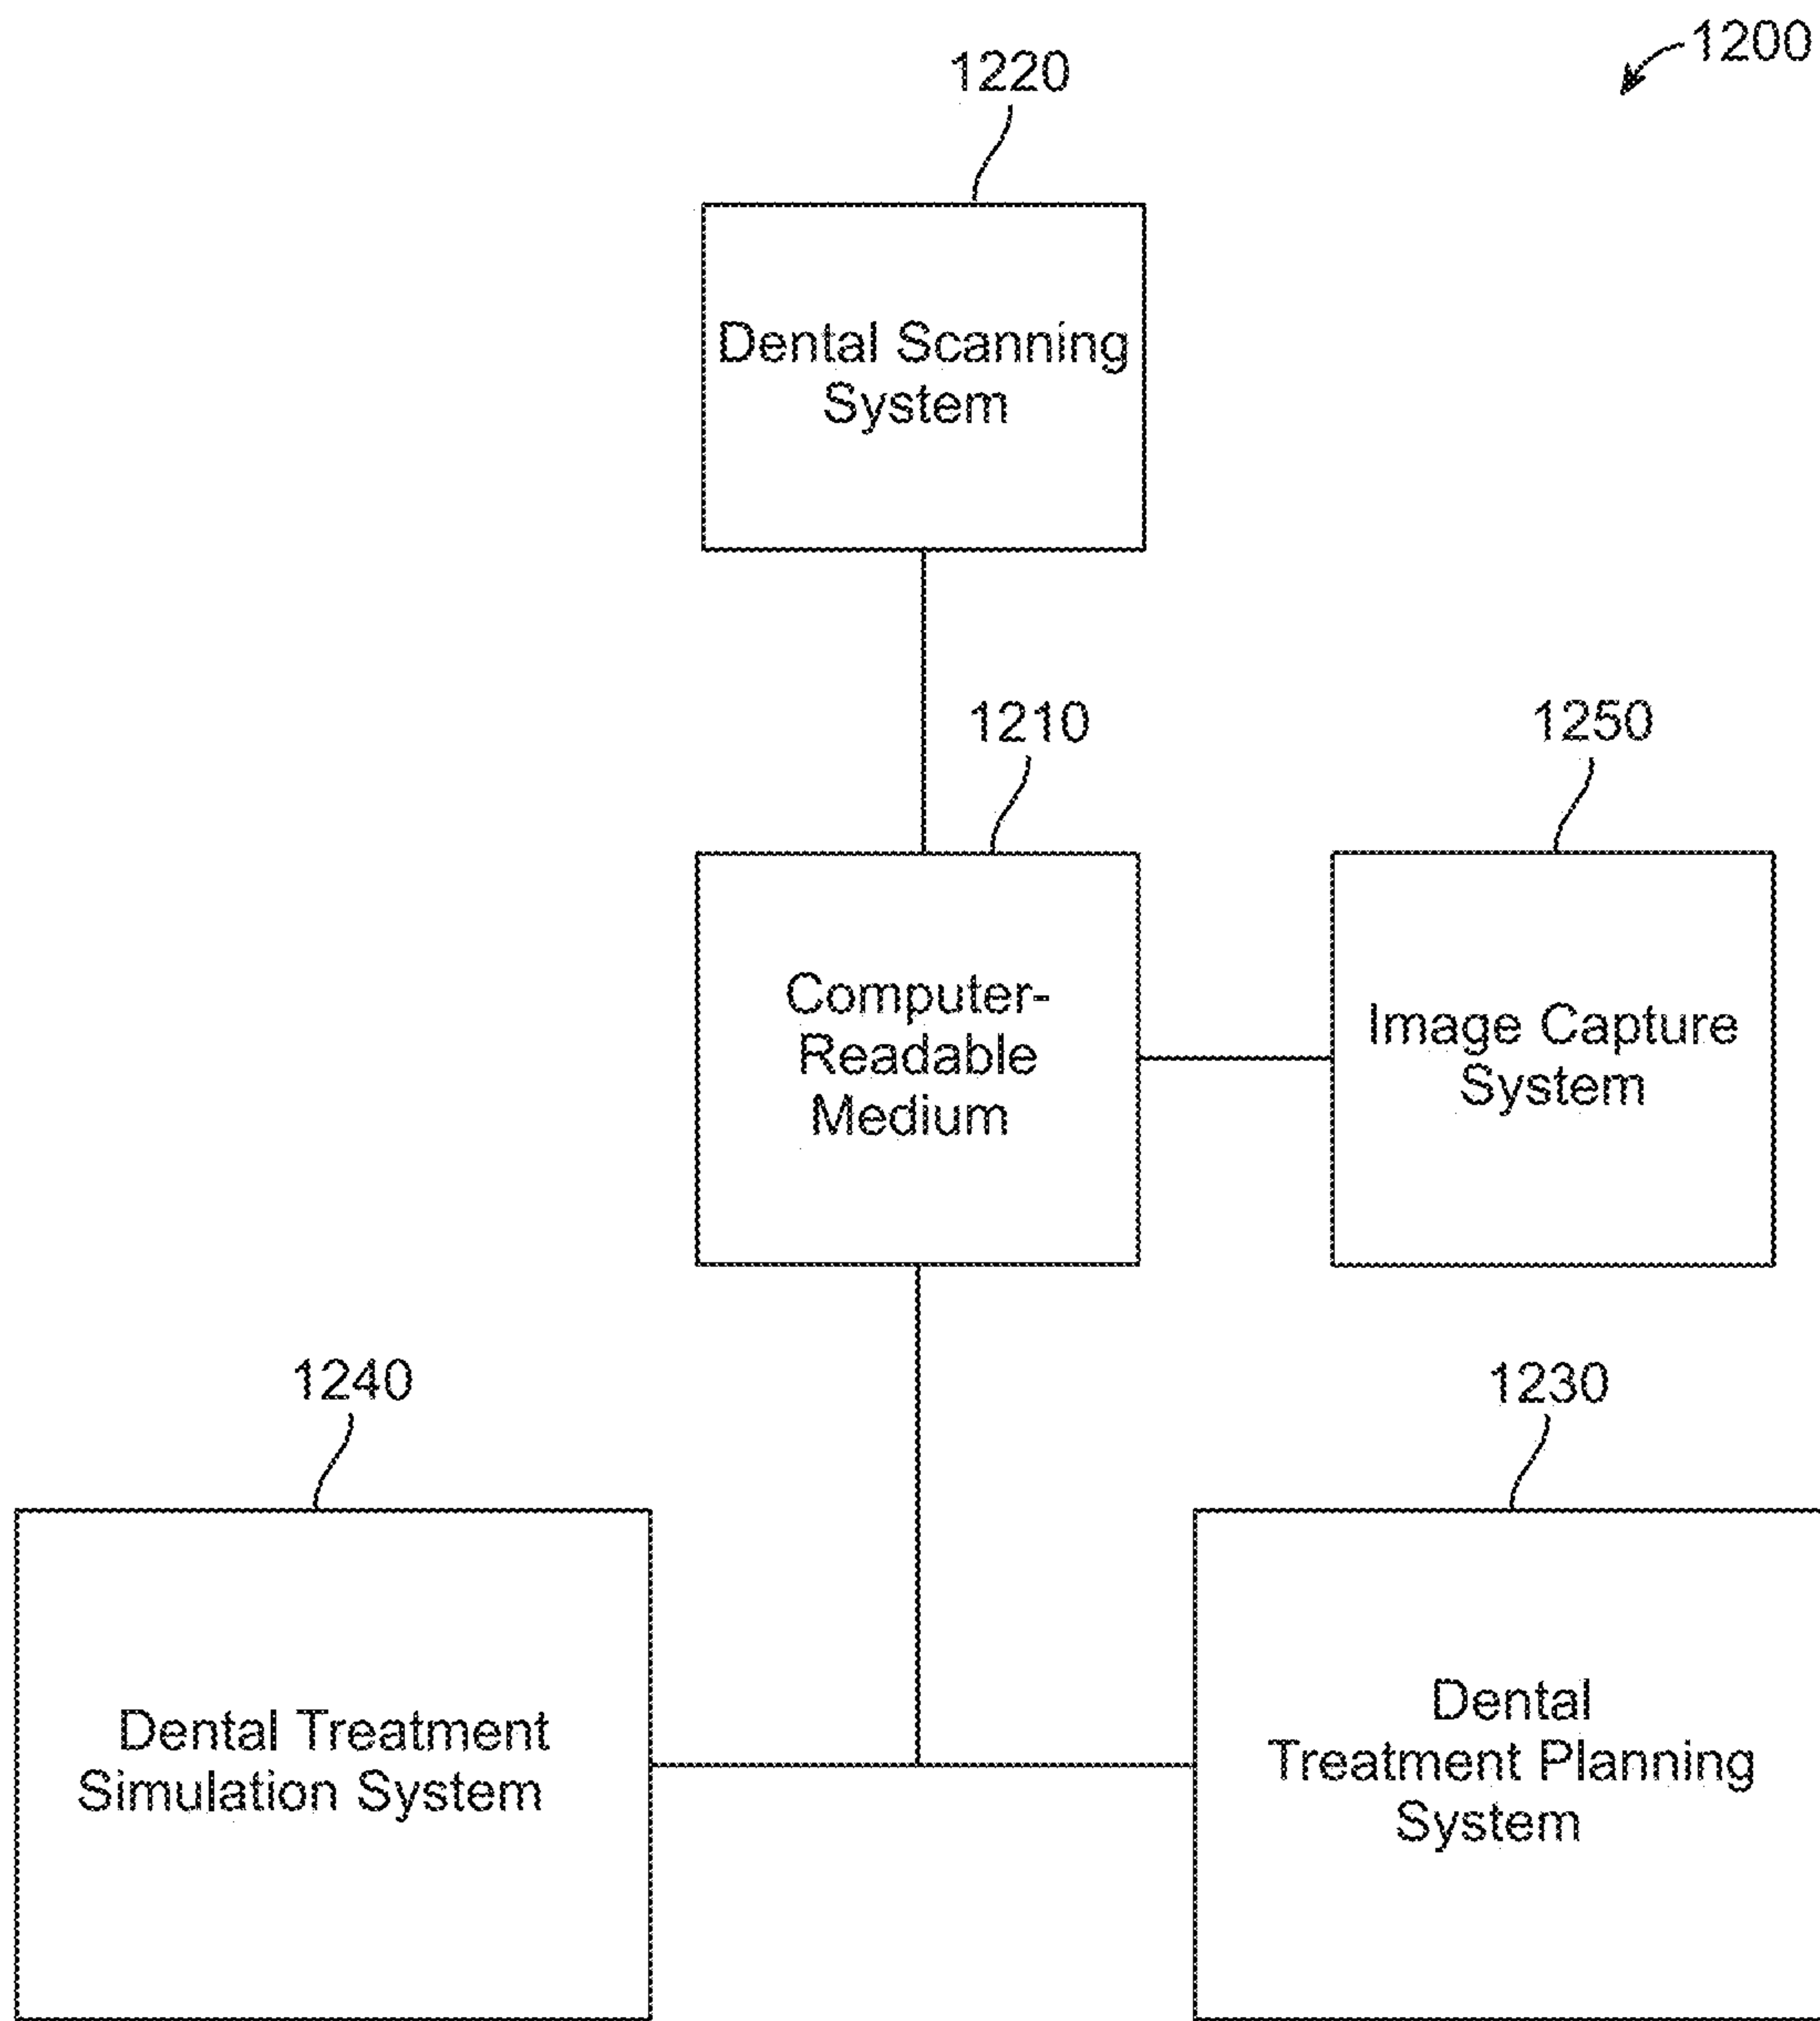 1200
1220
Dental Scanning
System
1210
1250
Computer-
Readable
Medium
Image Capture
System
1240
1230
Dental Treatment
Simulation System
Dental
Treatment Planning
System